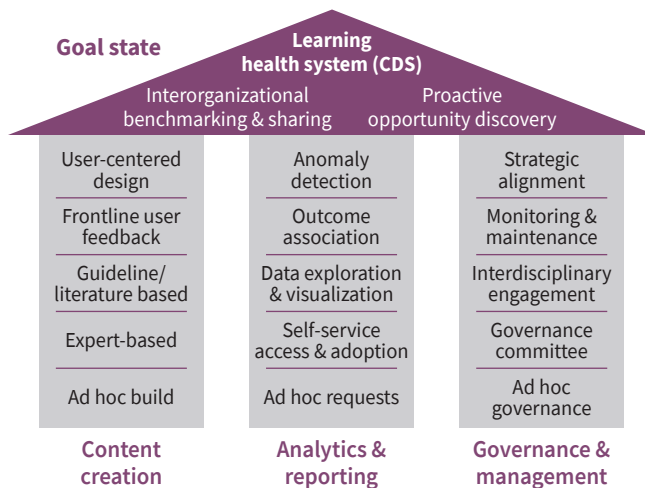 Goal state
Learning
health system (CDS)
Interorganizational
benchmarking & sharing
Proactive
opportunity discovery
User-centered
design
Frontline user
feedback
Guideline/
literature based
Expert-based
Ad hoc build
Content
creation
Anomaly
detection
Outcome
association
Data exploration
& visualization
Self-service
access & adoption
Ad hoc requests
Analytics &
reporting
Strategic
alignment
Monitoring &
maintenance
Interdisciplinary
engagement
Governance
committee
Ad hoc
governance
Governance &
management